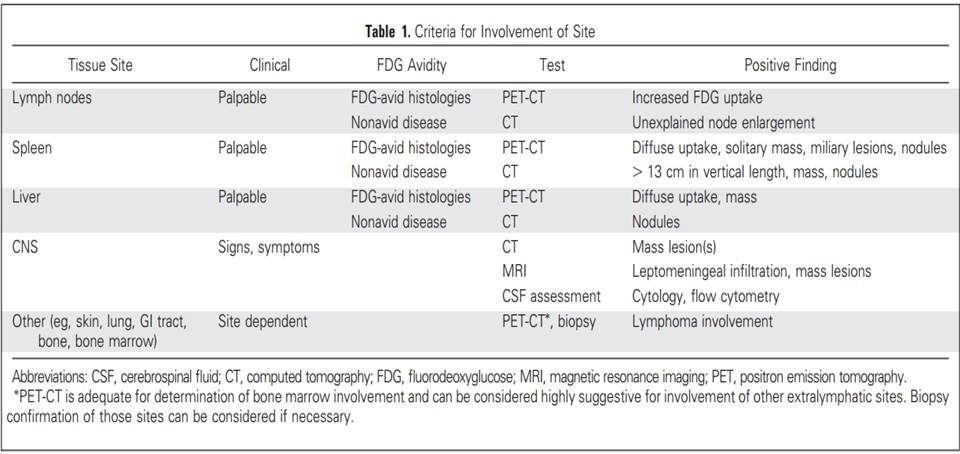 Table 1. Criteria for Involvement of Site
Tissue Site Clinical FDG Avidity Test Positive Finding
Lymph nodes Palpable FDG-avid histologies PET-CT Increased FDG uptake
Nonavid disease CT Unexplained node enlargement
Spleen Palpable FDG-avid histologies PET-CT Diffuse uptake, solitary mass, miliary lesions, nodules
Nonavid disease CT > 13 cm in vertical length, mass, nodules
Liver Palpable FDG-avid histologies PET-CT Diffuse uptake, mass
Nonavid disease CT Nodules
CNS Signs, symptoms CT Mass lesion(s)
MRI Leptomeningeal infiltration, mass lesions
CSF assessment Cytology, flow cytometry
Other (eg, skin, lung, GI tract, Site dependent PET-CT*, biopsy Lymphoma involvement
bone, bone marrow)
Abbreviations: CSF, cerebrospinal fluid; CT, computed tomography; FDG, fluorodeoxyglucose; MRI, magnetic resonance imaging; PET, positron emission tomography.
*PET-CT is adequate for determination of bone marrow involvement and can be considered highly suggestive for involvement of other extralymphatic sites. Biopsy
confirmation of those sites can be considered if necessary.